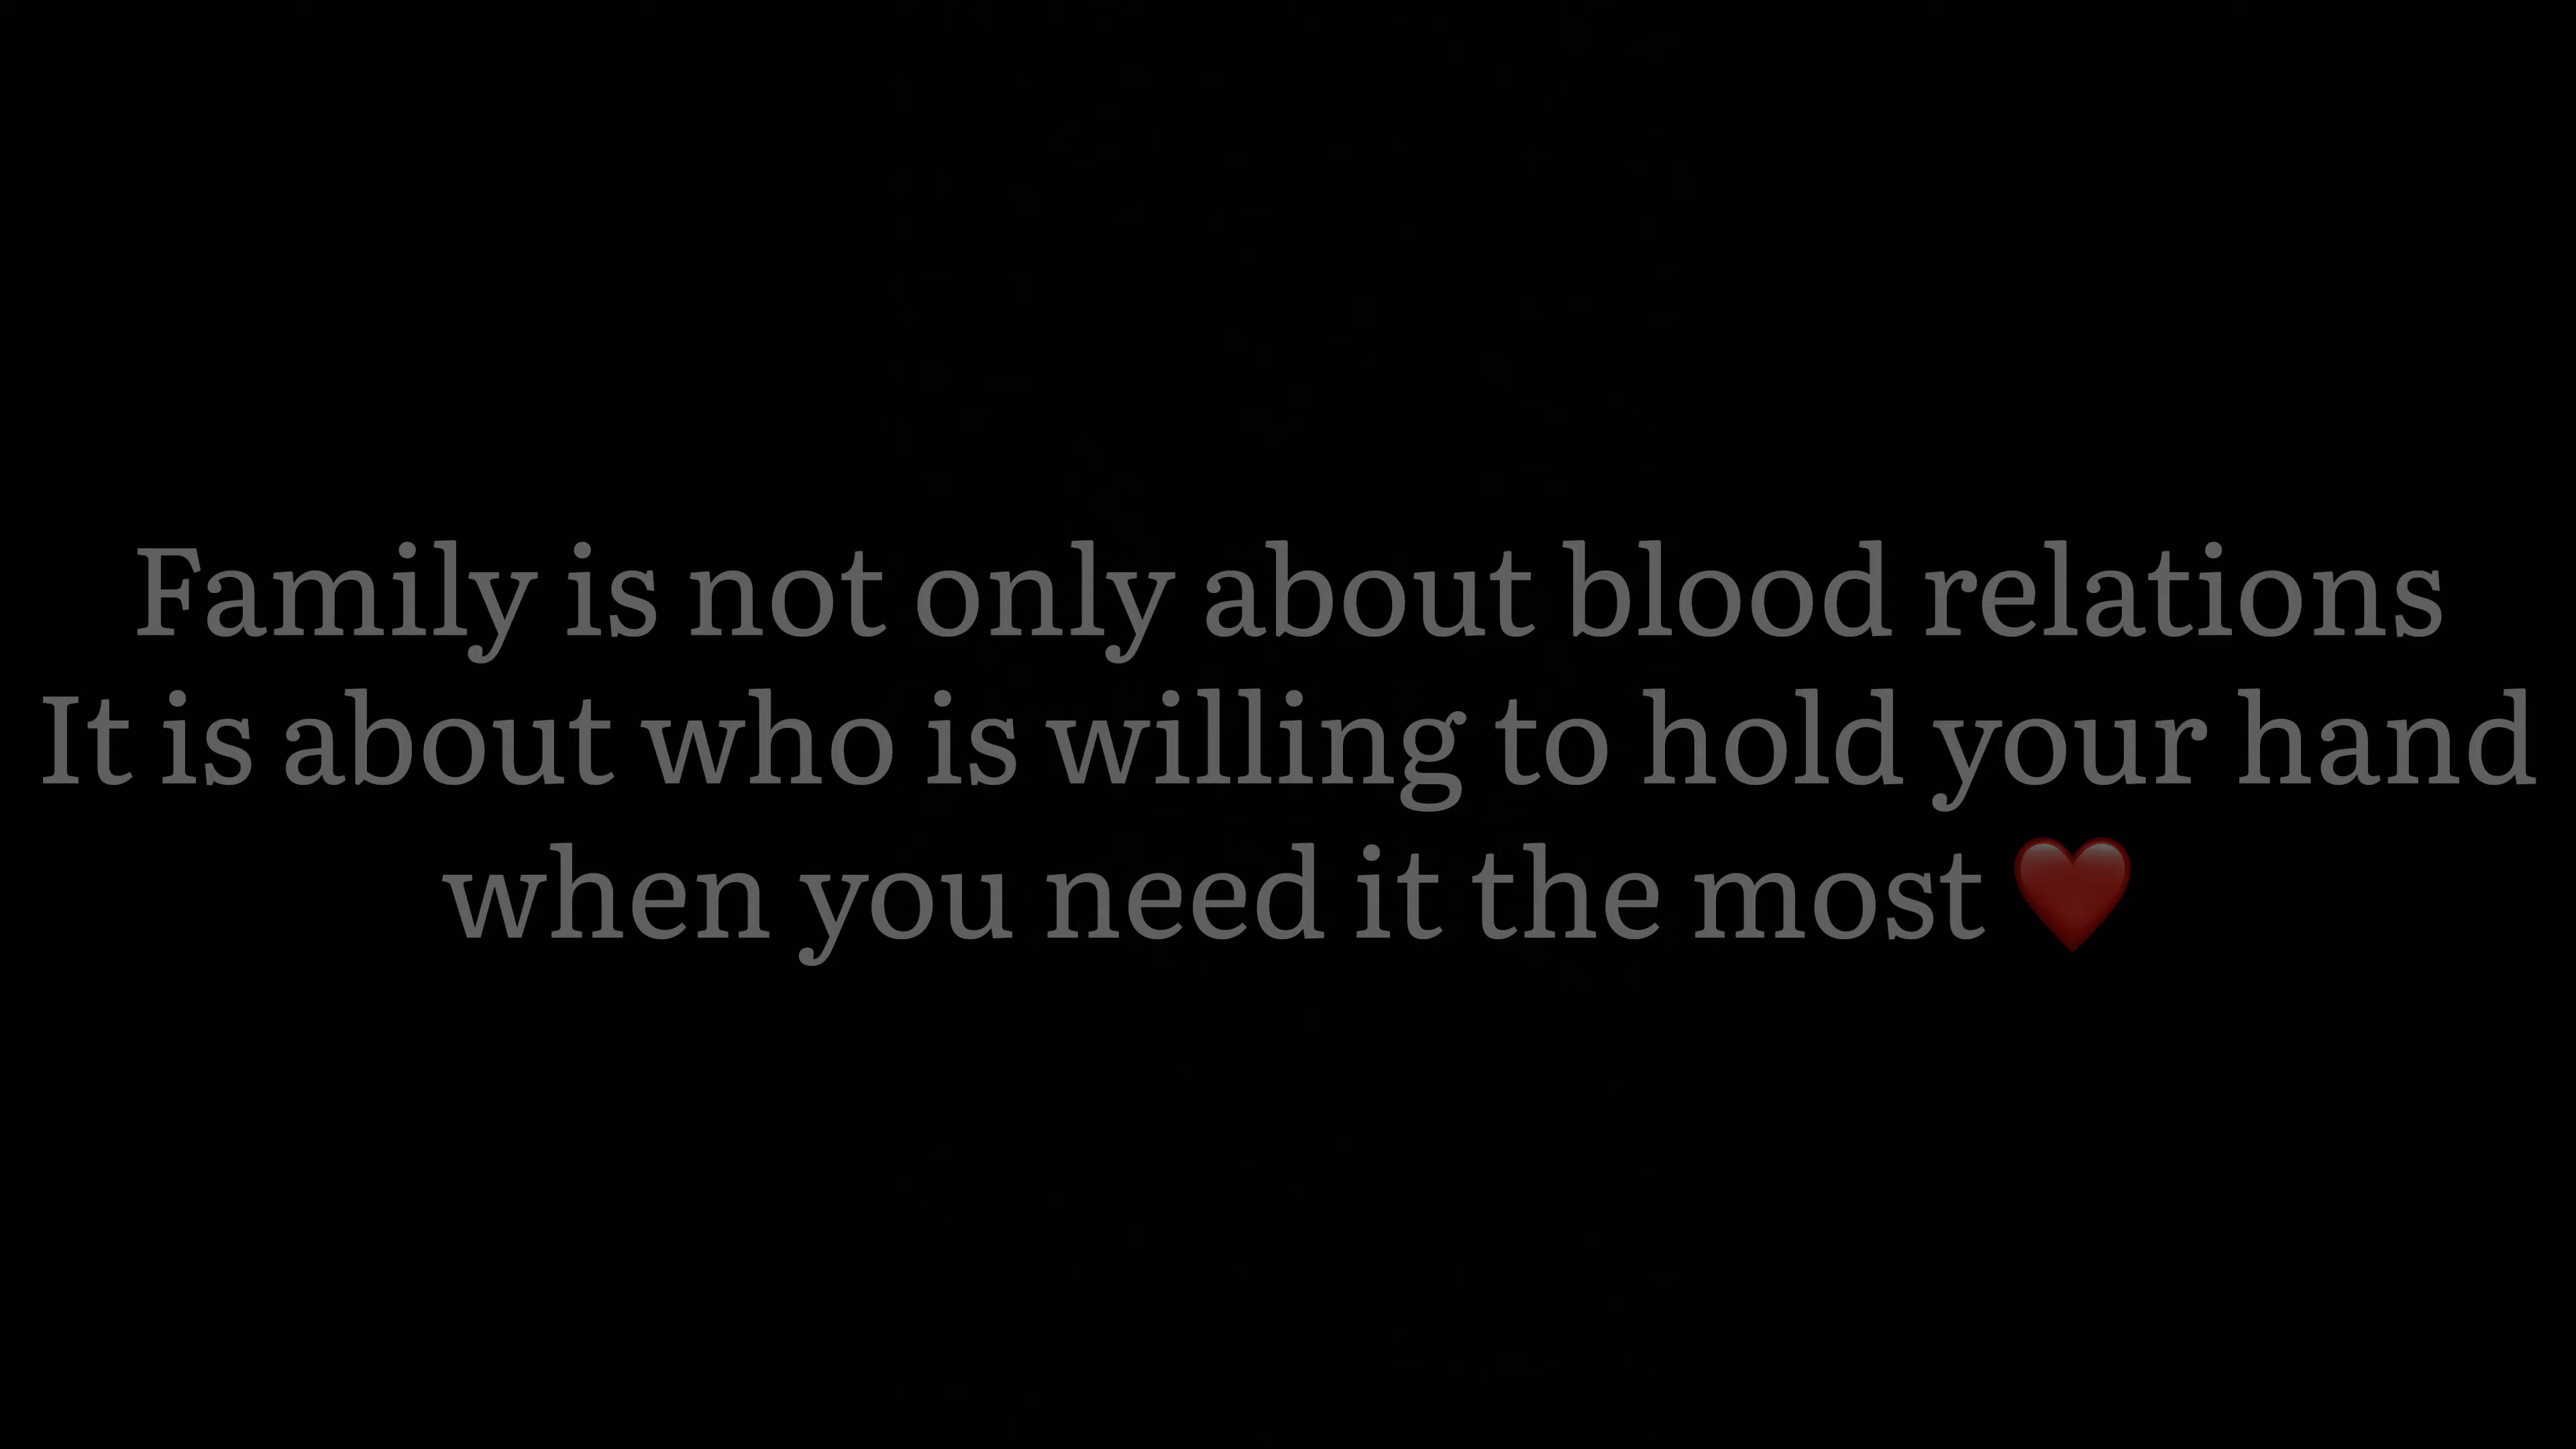 Family is not only about blood relations
It is about who is willing to hold your hand
when you need it the most ❤️